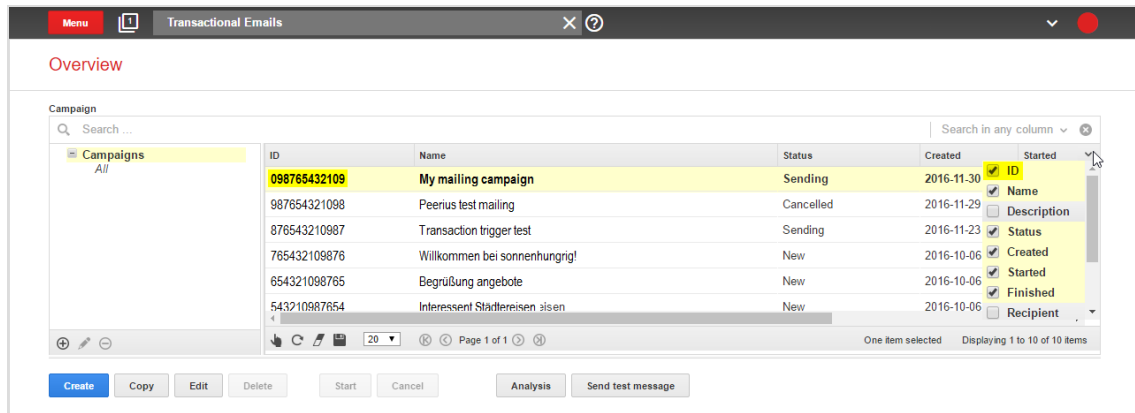 Menu 1 Transactional Emails
Overview
Campaign
Search ... Search in any column
Campaigns
All
ID Name Status Created Started
098765432109 My mailing campaign Sending 2016-11-30
987654321098 Peerius test mailing Cancelled 2016-11-29
876543210987 Transaction trigger test Sending 2016-11-23
765432109876 Willkommen bei sonnenhungrig! New 2016-10-06
654321098765 Begrüßung angebote New 2016-10-06
543210987654 Interessent Städtereisen eisen New 2016-10-06
ID
Name
Description
Status
Created
Started
Finished
Recipient
20 Page 1 of 1 One item selected Displaying 1 to 10 of 10 items
Create Copy Edit Delete Start Cancel Analysis Send test message